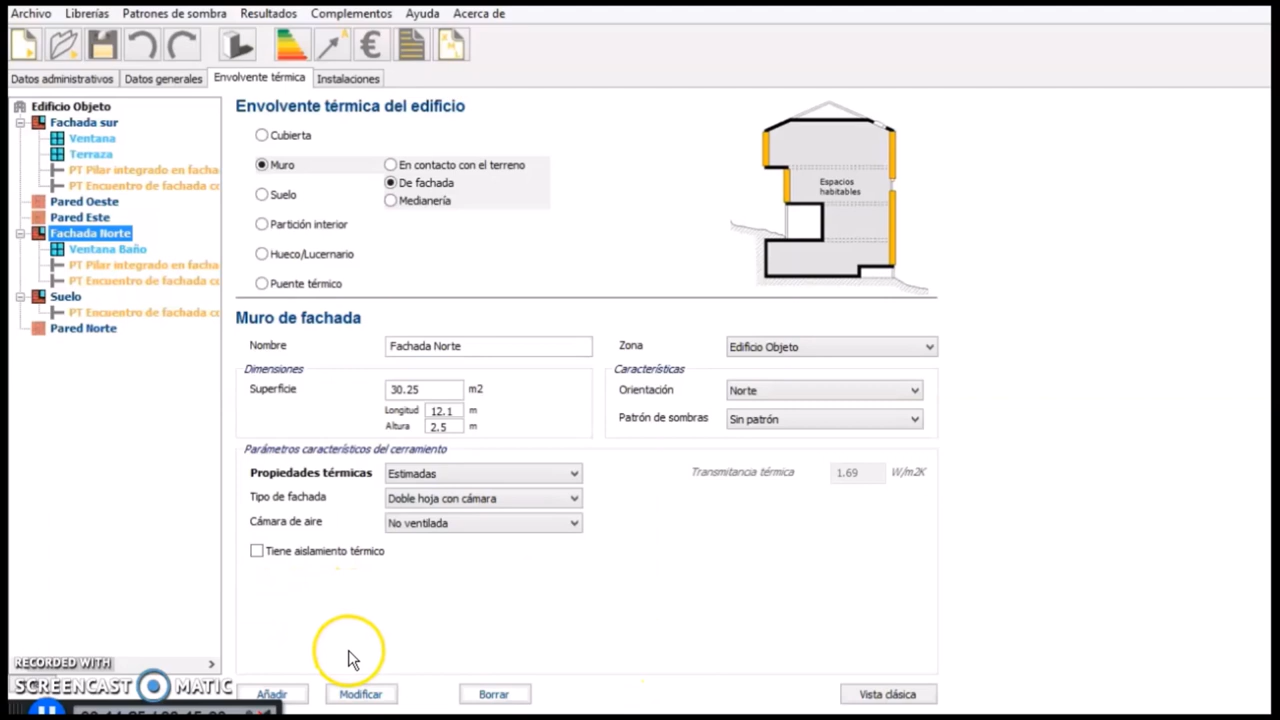 Archivo Librerías Patrones de sombra Resultados Complementos Ayuda Acerca de
Datos administrativos Datos generales Envolvente térmica Instalaciones
Edificio Objeto
Fachada sur
Ventana
Terraza
PT Pilar integrado en facha
PT Encuentro de fachada co
Pared Oeste
Pared Este
Fachada Norte
Ventana Baño
PT Pilar integrado en facha
PT Encuentro de fachada co
Suelo
PT Encuentro de fachada co
Pared Norte
Envolvente térmica del edificio
Cubierta
Muro
En contacto con el terreno
De fachada
Medianería
Suelo
Partición interior
Hueco/Lucernario
Puente térmico
Espacios
habitables
Muro de fachada
Nombre Fachada Norte Zona Edificio Objeto
Dimensiones Características
Superficie 30.25 m2 Orientación Norte
Longitud 12.1 m
Altura 2.5 m
Patrón de sombras Sin patrón
Parámetros característicos del cerramiento
Propiedades térmicas Estimadas Transmitancia térmica 1.69 W/m2K
Tipo de fachada Doble hoja con cámara
Cámara de aire No ventilada
Tiene aislamiento térmico
Añadir Modificar Borrar Vista clásica
RECORDED WITH
SCREENCAST MATIC